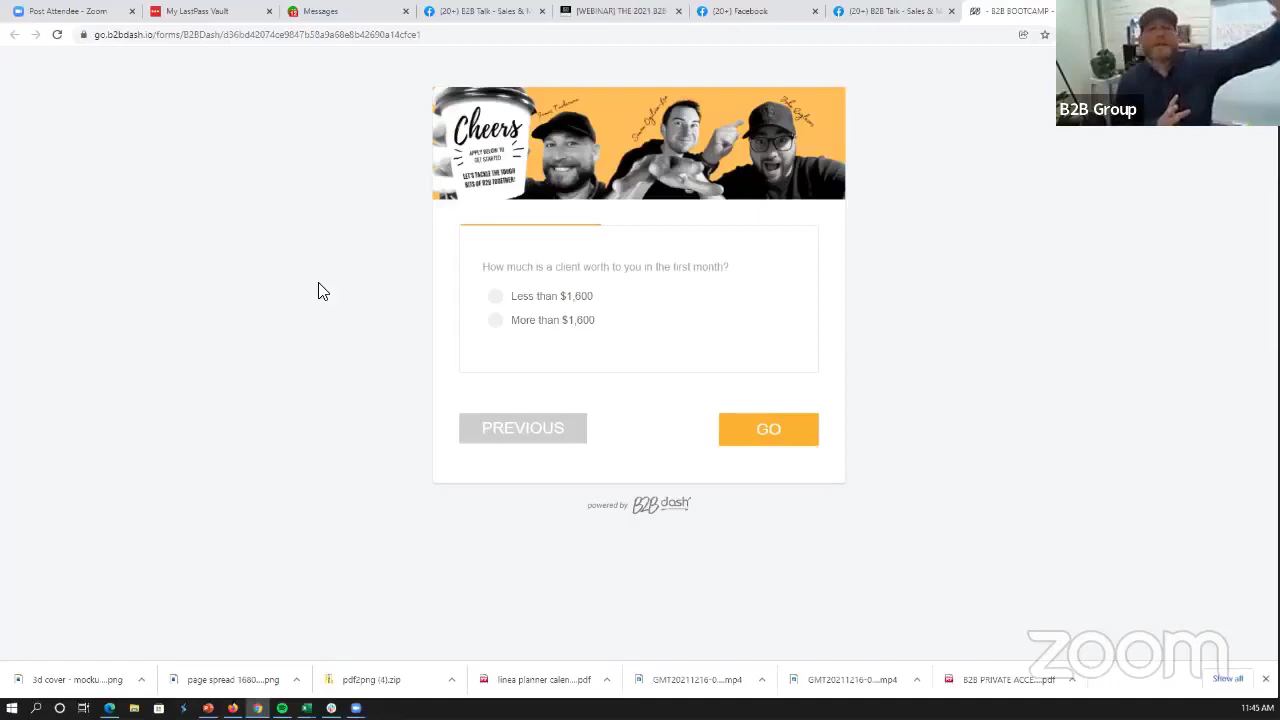 Post Attendee - Zoom
My LastPass Vault
Messages
(20+) B2B Talk - Sales & M
[WEBINAR] THE 2021 B2B
(20+) Facebook
(20+) B2B Talk - Sales & M
- B2B BOOTCAMP -
go.b2bdash.io/forms/B2BDash/d36bd42074ce9847b58a9a68e8b42690a14cfce1
B2B Group
Cheers
APPLY BELOW TO
GET STARTED
LET'S TACKLE THE TOUGH
BITS OF B2B TOGETHER!
How much is a client worth to you in the first month?
Less than $1,600
More than $1,600
PREVIOUS
GO
powered by B2B dash
zoom
3d cover - mocku....png
page spread 1680....png
pdf2png (4).zip
linea planner calen....pdf
GMT20211216-0....mp4
GMT20211216-0....mp4
B2B PRIVATE ACCE....pdf
Show all
11:45 AM